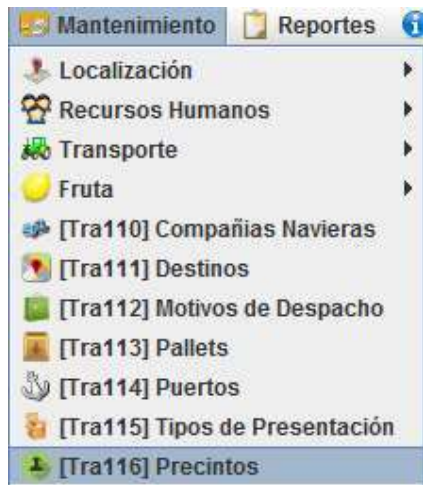 Mantenimiento Reportes
Localización
Recursos Humanos
Transporte
Fruta
[Tra110] Compañias Navieras
[Tra111] Destinos
[Tra112] Motivos de Despacho
[Tra113] Pallets
[Tra114] Puertos
[Tra115] Tipos de Presentación
[Tra116] Precintos